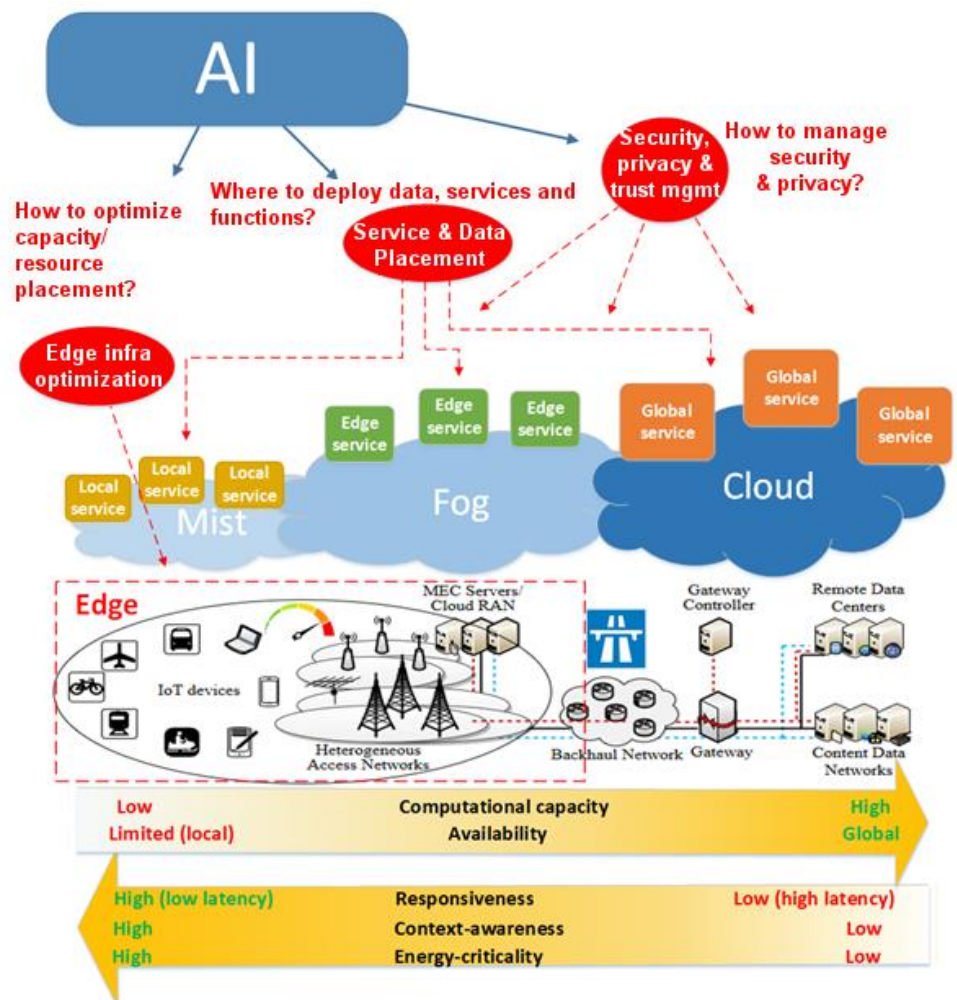 AI
Security,
privacy &
trust mgmt
How to manage
security
& privacy?
How to optimize
capacity/
resource
placement?
Where to deploy data, services and
functions?
Service & Data
Placement
Edge infra
optimization
Local
service
Local
service
Local
service
Mist
Edge
service
Edge
service
Edge
service
Fog
Global
service
Global
service
Global
service
Cloud
Edge
IoT devices
MEC Servers/
Cloud RAN
Heterogeneous
Access Networks
Backhaul Network
Gateway
Controller
Gateway
Remote Data
Centers
Content Data
Networks
Low Computational capacity High
Limited (local) Availability Global
High (low latency) Responsiveness Low (high latency)
High Context-awareness Low
High Energy-criticality Low